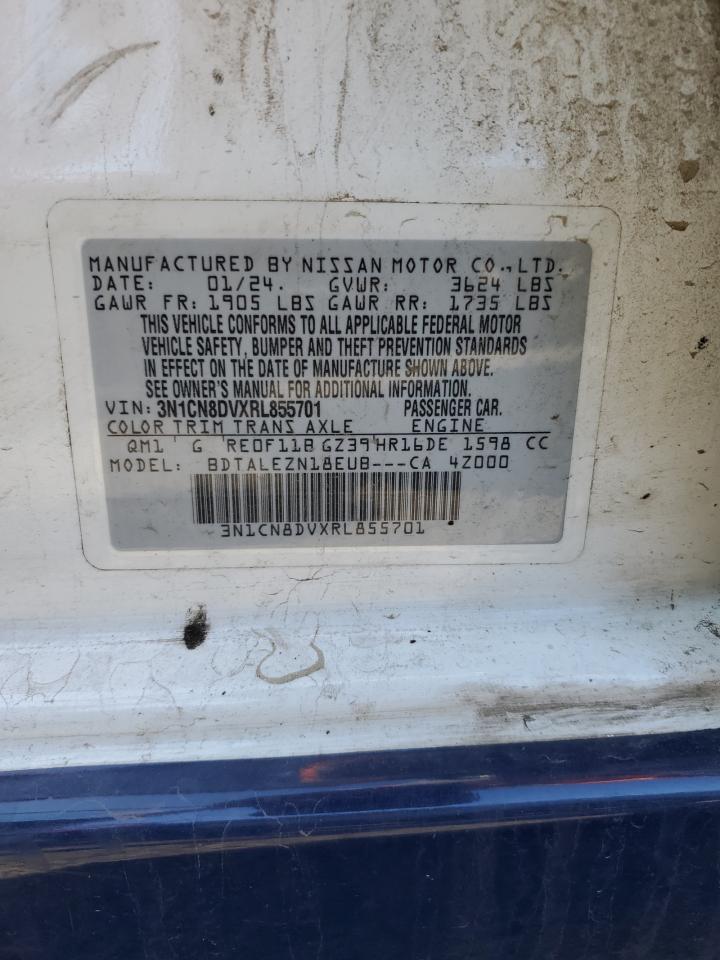 MANUFACTURED BY NISSAN MOTOR CO., LTD.
DATE: 01/24. GVWR: 3624 LBS
GAWR FR: 1905 LBS GAWR RR: 1735 LBS
THIS VEHICLE CONFORMS TO ALL APPLICABLE FEDERAL MOTOR
VEHICLE SAFETY, BUMPER AND THEFT PREVENTION STANDARDS
IN EFFECT ON THE DATE OF MANUFACTURE SHOWN ABOVE.
SEE OWNER'S MANUAL FOR ADDITIONAL INFORMATION.
VIN: 3N1CN8DVXRL855701 PASSENGER CAR.
COLOR TRIM TRANS AXLE ENGINE
QM1 G RE0F11B GZ39 HR16DE 1598 CC
MODEL: BDTALEZN18EUB---CA 4Z000
3N1CN8DVXRL855701